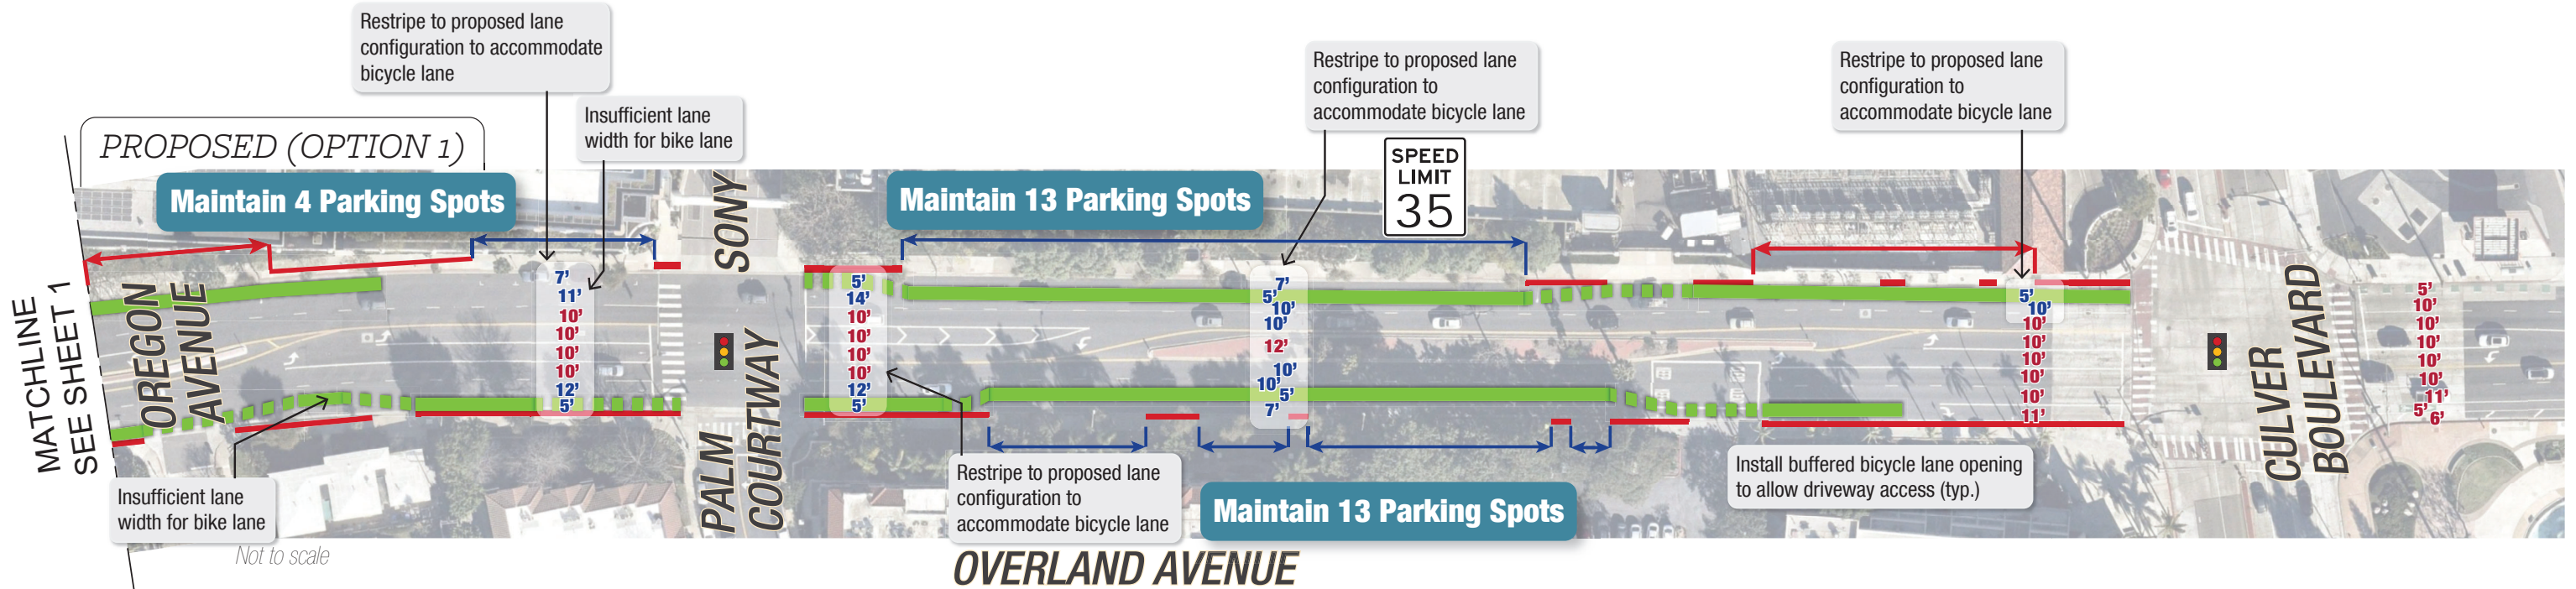 Restripe to proposed lane
configuration to accommodate
bicycle lane
Insufficient lane
width for bike lane
Restripe to proposed lane
configuration to
accommodate bicycle lane
Restripe to proposed lane
configuration to
accommodate bicycle lane
PROPOSED (OPTION 1)
SPEED
LIMIT
35
Maintain 4 Parking Spots
Maintain 13 Parking Spots
MATCHLINE
SEE SHEET 1
OREGON
AVENUE
7'
11'
10'
10'
10'
10'
12'
5'
SONY
PALM
COURTWAY
5'
14'
10'
10'
10'
10'
12'
5'
7'
5'
10'
10'
12'
10'
10'
5'
7'
5'
10'
10'
10'
10'
10'
10'
11'
CULVER
BOULEVARD
5'
10'
10'
10'
10'
10'
11'
5'
6'
Insufficient lane
width for bike lane
Restripe to proposed lane
configuration to
accommodate bicycle lane
Maintain 13 Parking Spots
Install buffered bicycle lane opening
to allow driveway access (typ.)
Not to scale
OVERLAND AVENUE